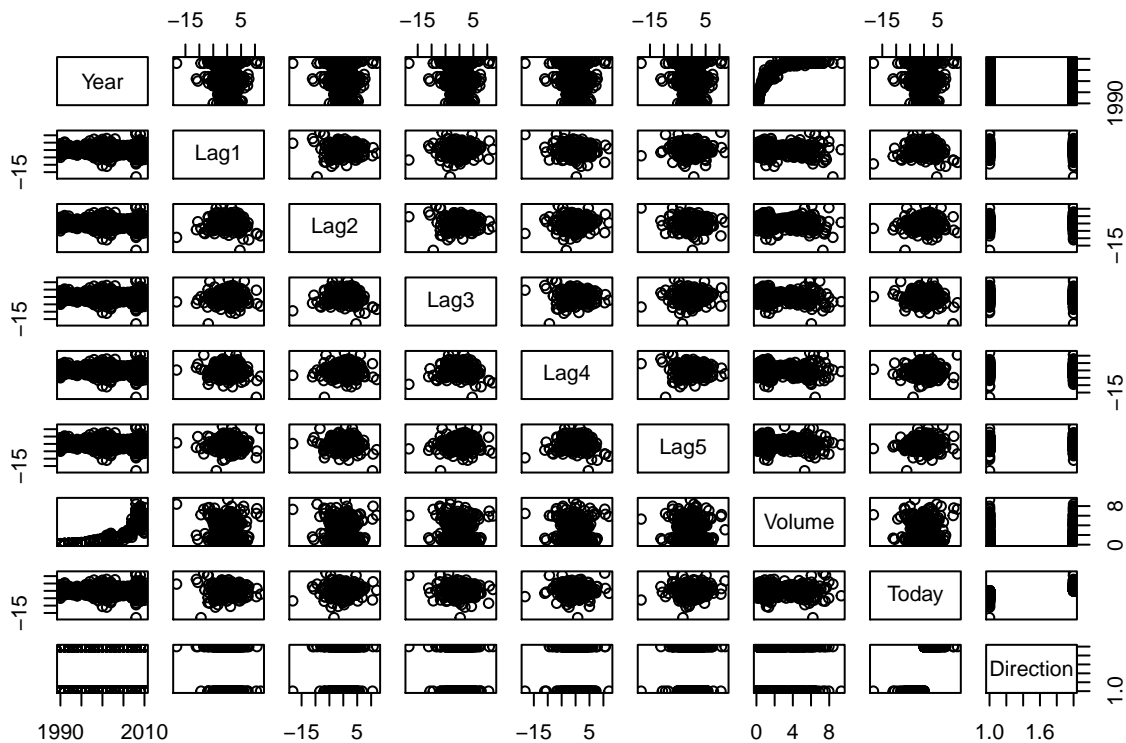 −15 5 −15 5 −15 5 −15 5
Year 1990
−15 Lag1
Lag2 −15
−15 Lag3
Lag4 −15
−15 Lag5
Volume 0 8
−15 Today
Direction 1.0
1990 2010 −15 5 −15 5 0 4 8 1.0 1.6